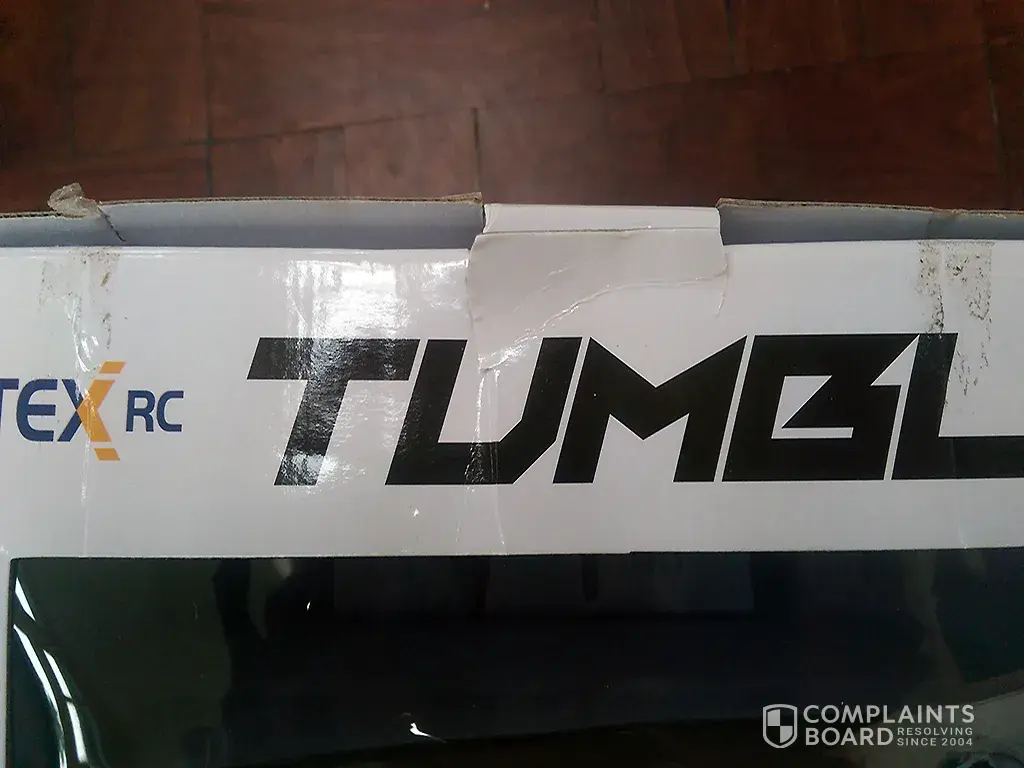 TEX RC
TUMBL
COMPLAINTS
BOARD RESOLVING
SINCE 2004